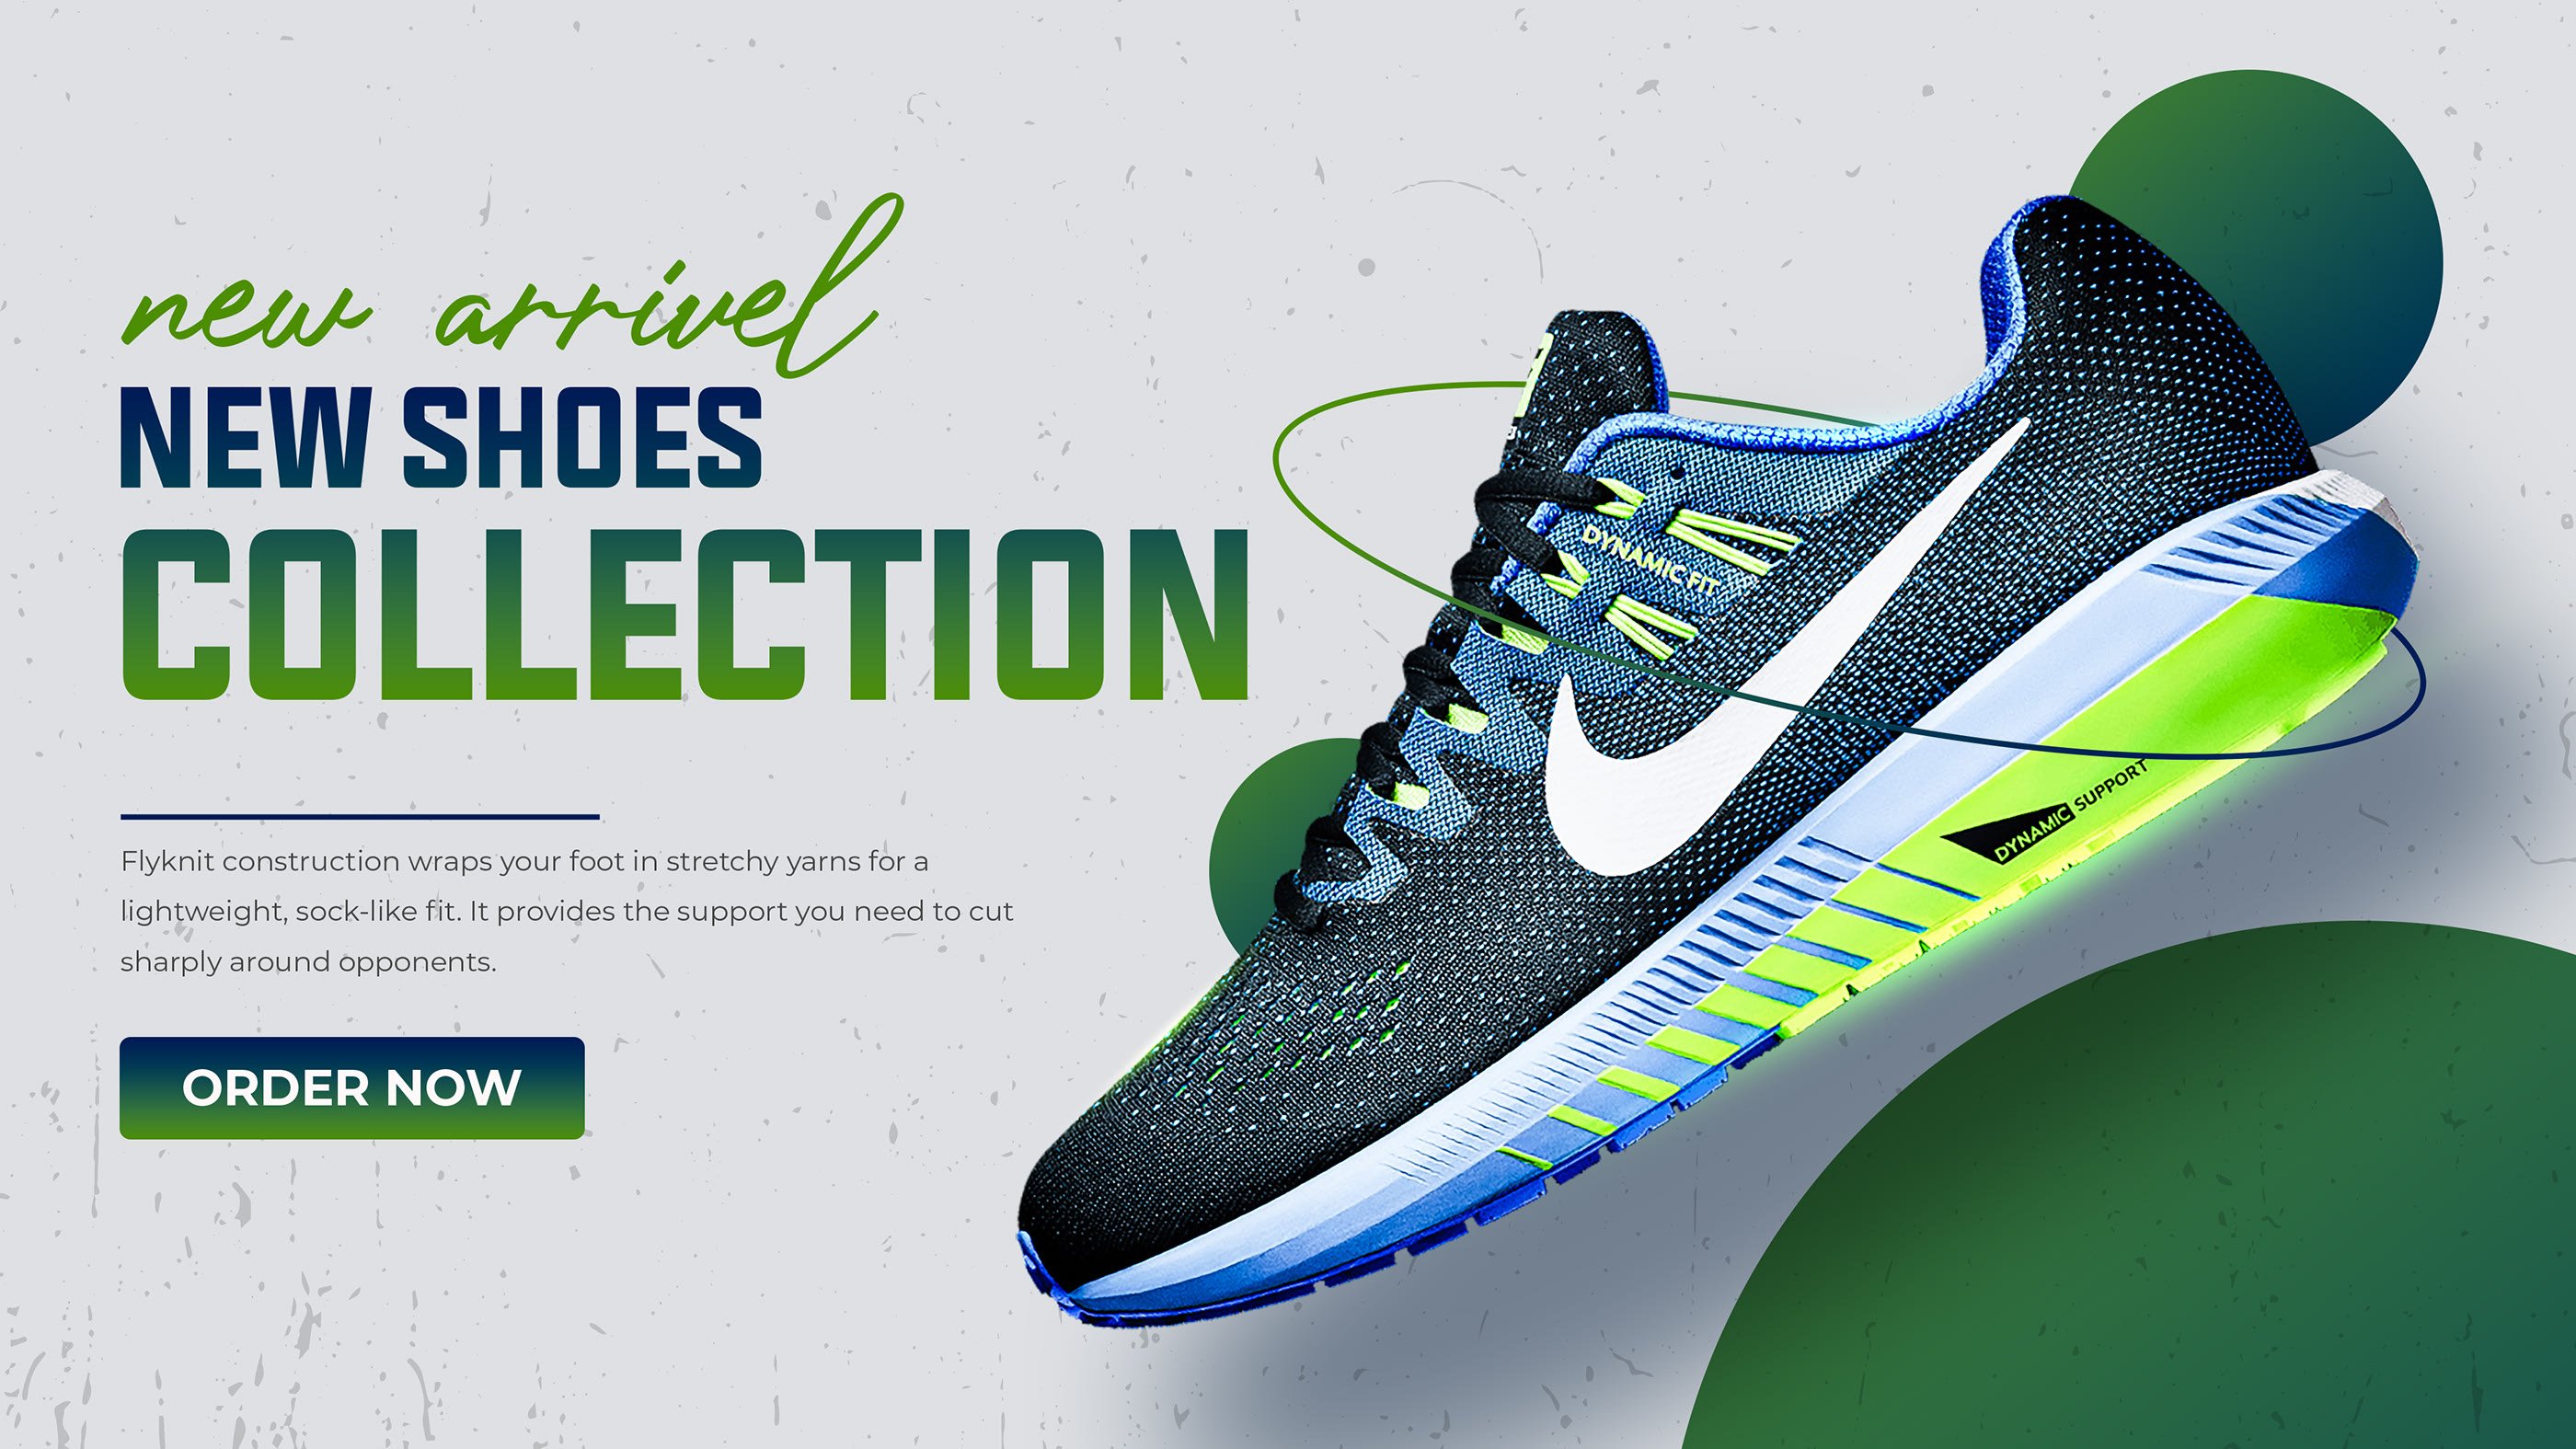 new arrivel
NEW SHOES
COLLECTION
Flyknit construction wraps your foot in stretchy yarns for a
lightweight, sock-like fit. It provides the support you need to cut
sharply around opponents.
ORDER NOW
DYNAMIC FIT
DYNAMIC SUPPORT